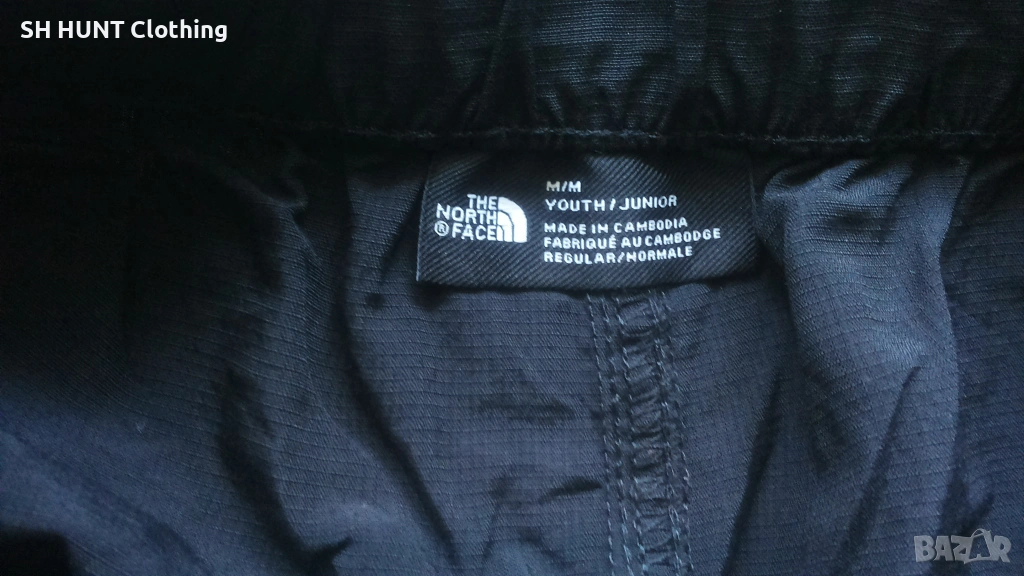 SH HUNT Clothing
THE
NORTH
® FACE
M/M
YOUTH/JUNIOR
MADE IN CAMBODIA
FABRIQUÉ AU CAMBODGE
REGULAR/NORMALE
BAZAR